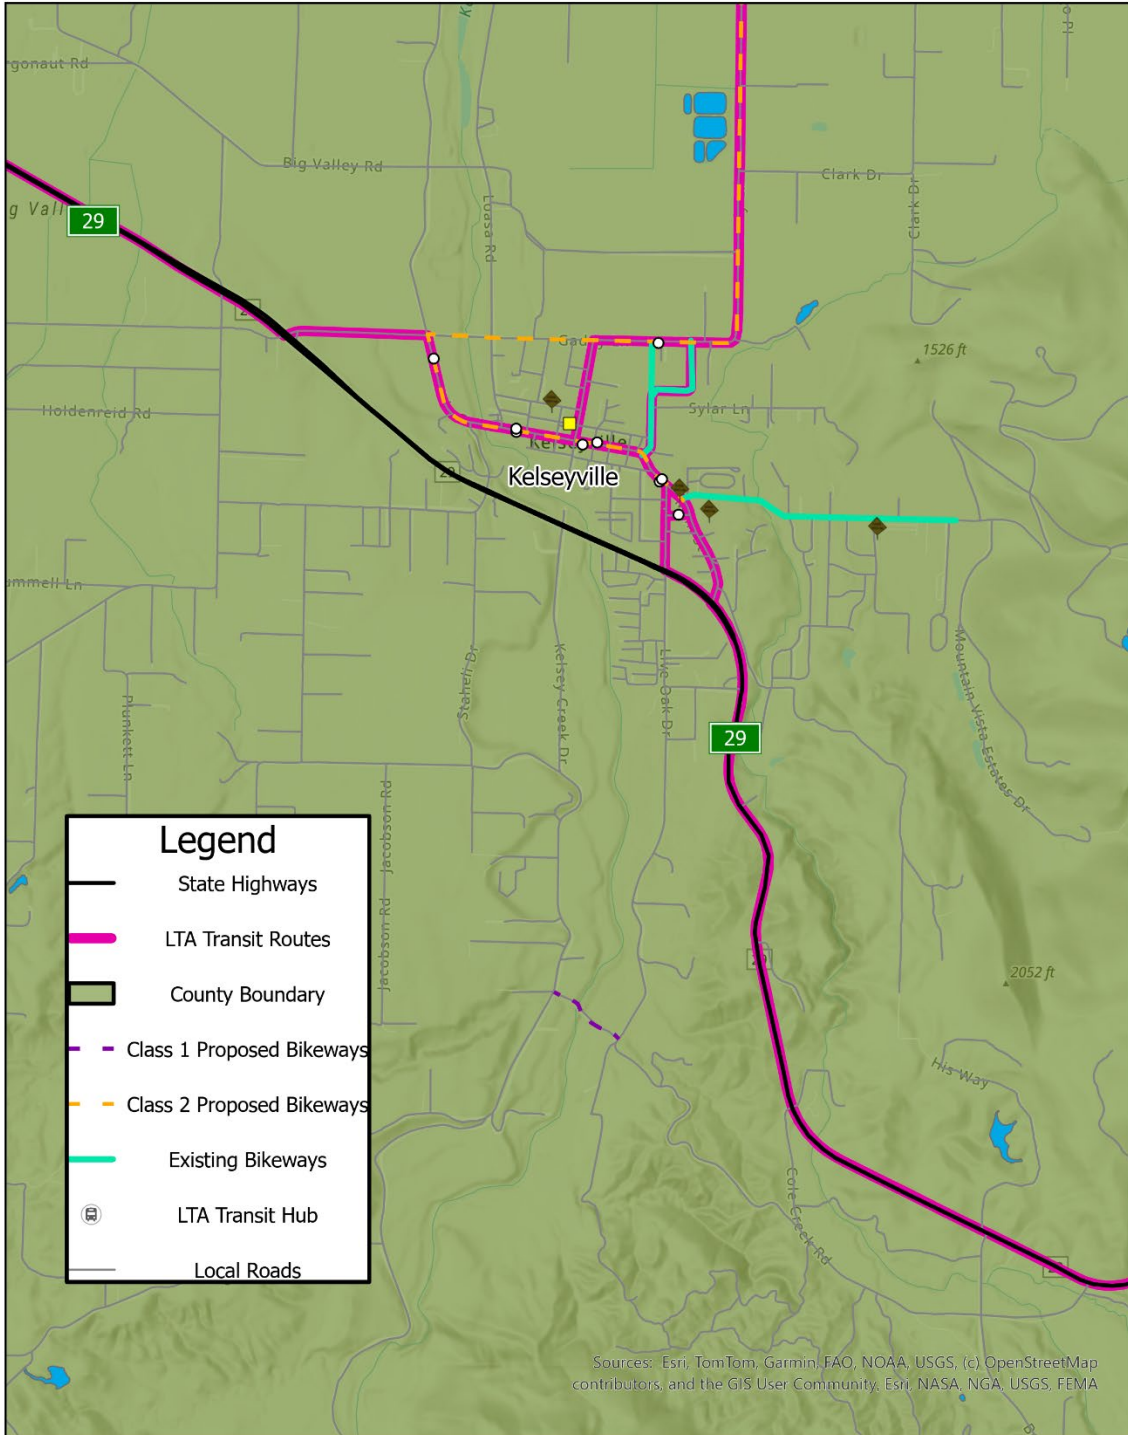 Argonaut Rd
Big Valley Rd
Loasa Rd
Clark Dr
Clark Dr
29
1526 ft
Holdenreid Rd
Sylar Ln
Kelseyville
Kelseyville
29
Staheli Dr
Kelsey Creek Dr
Live Oak Dr
Mountain Vista Estates Dr
Plunkett Ln
29
Jacobson Rd
Jacobson Rd
Legend
State Highways
LTA Transit Routes
County Boundary
Class 1 Proposed Bikeways
Class 2 Proposed Bikeways
Existing Bikeways
LTA Transit Hub
Local Roads
2052 ft
His Way
Cole Creek Rd
Sources: Esri, TomTom, Garmin, FAO, NOAA, USGS, (c) OpenStreetMap
contributors, and the GIS User Community, Esri, NASA, NGA, USGS, FEMA